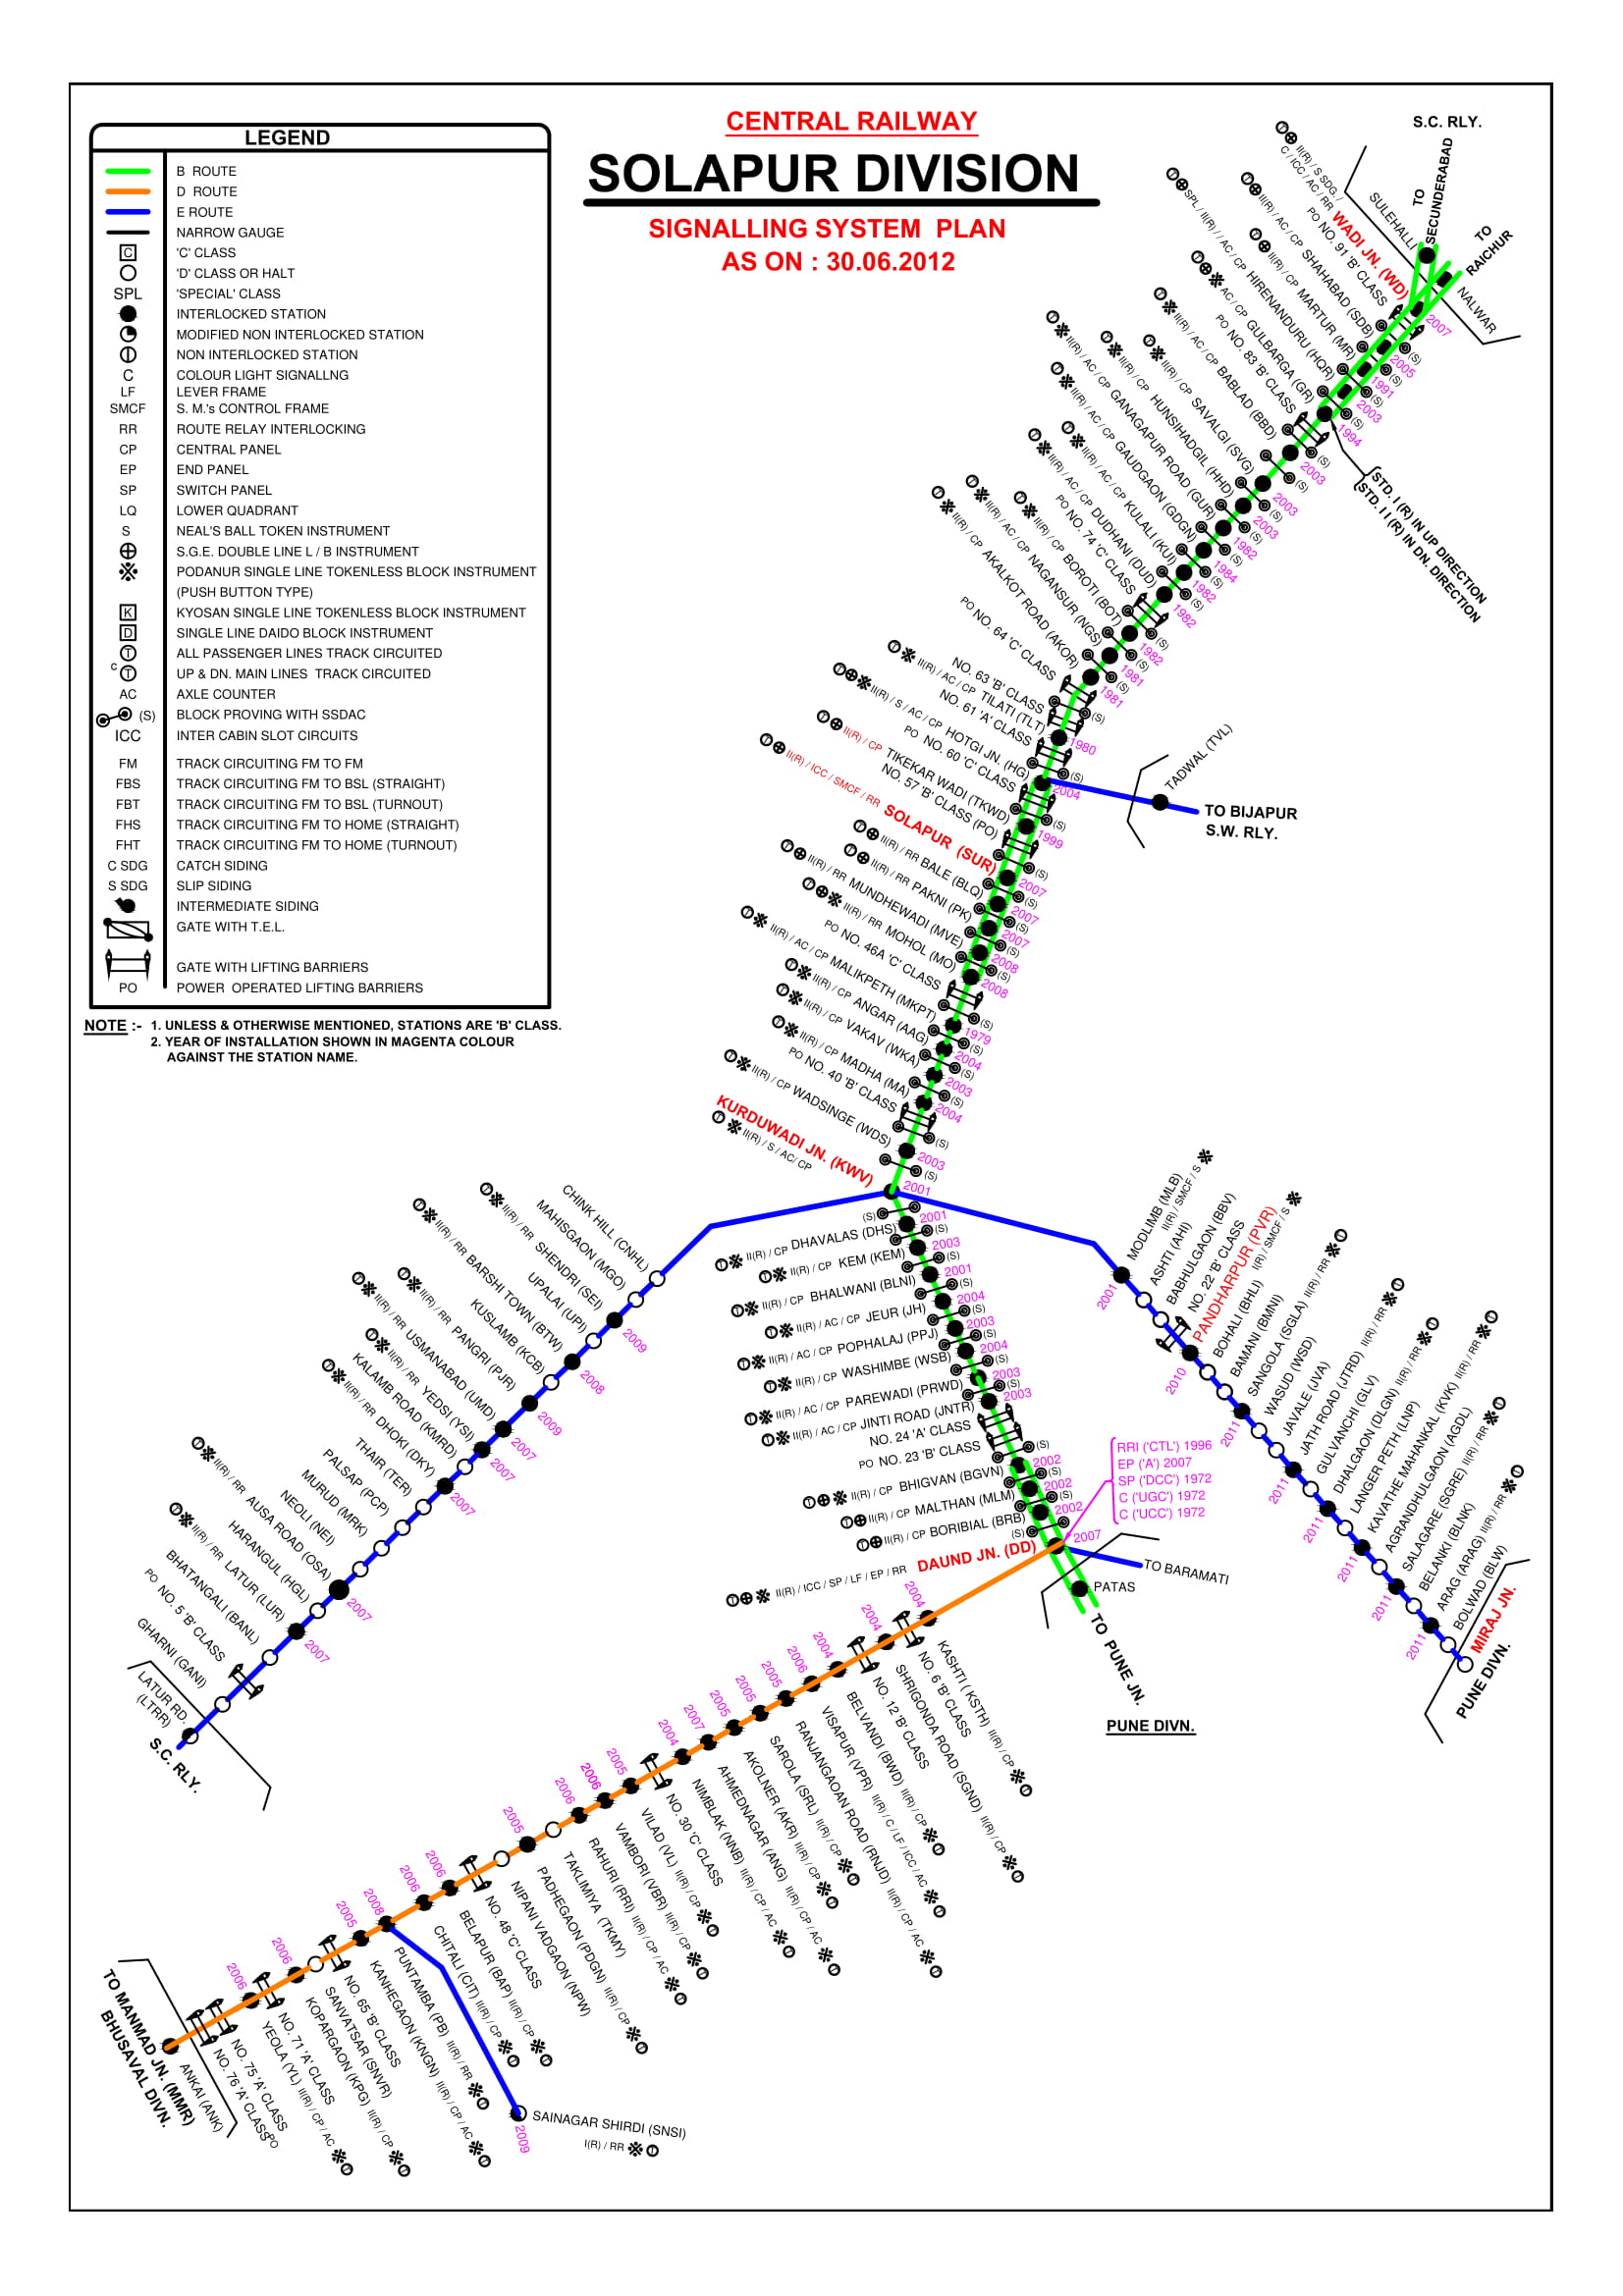 CENTRAL RAILWAY
SOLAPUR DIVISION
SIGNALLING SYSTEM PLAN
AS ON : 30.06.2012
LEGEND
B ROUTE
D ROUTE
E ROUTE
NARROW GAUGE
C 'C' CLASS
'D' CLASS OR HALT
SPL 'SPECIAL' CLASS
INTERLOCKED STATION
MODIFIED NON INTERLOCKED STATION
NON INTERLOCKED STATION
C COLOUR LIGHT SIGNALLNG
LF LEVER FRAME
SMCF S. M.'s CONTROL FRAME
RR ROUTE RELAY INTERLOCKING
CP CENTRAL PANEL
EP END PANEL
SP SWITCH PANEL
LQ LOWER QUADRANT
S NEAL'S BALL TOKEN INSTRUMENT
S.G.E. DOUBLE LINE L / B INSTRUMENT
PODANUR SINGLE LINE TOKENLESS BLOCK INSTRUMENT
(PUSH BUTTON TYPE)
K KYOSAN SINGLE LINE TOKENLESS BLOCK INSTRUMENT
D SINGLE LINE DAIDO BLOCK INSTRUMENT
T ALL PASSENGER LINES TRACK CIRCUITED
C T UP & DN. MAIN LINES TRACK CIRCUITED
AC AXLE COUNTER
(S) BLOCK PROVING WITH SSDAC
ICC INTER CABIN SLOT CIRCUITS
FM TRACK CIRCUITING FM TO FM
FBS TRACK CIRCUITING FM TO BSL (STRAIGHT)
FBT TRACK CIRCUITING FM TO BSL (TURNOUT)
FHS TRACK CIRCUITING FM TO HOME (STRAIGHT)
FHT TRACK CIRCUITING FM TO HOME (TURNOUT)
C SDG CATCH SIDING
S SDG SLIP SIDING
INTERMEDIATE SIDING
GATE WITH T.E.L.
GATE WITH LIFTING BARRIERS
PO POWER OPERATED LIFTING BARRIERS
NOTE :- 1. UNLESS & OTHERWISE MENTIONED, STATIONS ARE 'B' CLASS.
2. YEAR OF INSTALLATION SHOWN IN MAGENTA COLOUR
AGAINST THE STATION NAME.
S.C. RLY.
TO SECUNDERABAD
TO RAICHUR
SULEHALLI
NALWAR
II(R) / S SDG. /
C / ICC / AC / RR WADI JN. (WD) 2007
PO NO. 91 'B' CLASS
II(R) / AC / CP SHAHABAD (SDB) (S) 2005
II(R) / CP MARTUR (MR) (S) 1991
SPL / II(R) / / AC / CP HIRENANDURU (HQR) (S) 2003
AC / CP GULBARGA (GR) (S) 1994
PO NO. 83 'B' CLASS
STD. I (R) IN UP DIRECTION
STD. I I (R) IN DN. DIRECTION
II(R) / AC / CP BABLAD (BBD) (S) 2003
II(R) / CP SAVALGI (SVG) (S) 2003
II(R) / CP HUNSIHADGIL (HHD) (S) 2003
II(R) / AC / CP GANAGAPUR ROAD (GUR) (S) 1982
II(R) / AC / CP GAUDGAON (GDGN) (S) 1984
II(R) / AC / CP KULALI (KUI) (S) 1982
II(R) / AC / CP DUDHANI (DUD) (S) 1982
PO NO. 74 'C' CLASS
II(R) / CP BOROTI (BOT) (S) 1982
II(R) / AC / CP NAGANSUR (NGS) (S) 1981
II(R) / CP AKALKOT ROAD (AKOR) (S) 1981
PO NO. 64 'C' CLASS
NO. 63 'B' CLASS
II(R) / AC / CP TILATI (TLT) (S) 1980
NO. 61 'A' CLASS
II(R) / S / AC / CP HOTGI JN. (HG) (S) 2004
PO NO. 60 'C' CLASS
TADWAL (TVL)
TO BIJAPUR
S.W. RLY.
II(R) / CP TIKEKAR WADI (TKWD) (S) 1999
NO. 57 'B' CLASS (PO)
II(R) / ICC / SMCF / RR SOLAPUR (SUR) (S) 2007
II(R) / RR BALE (BLQ) (S) 2007
II(R) / RR PAKNI (PK) (S) 2007
II(R) / RR MUNDHEWADI (MVE) (S) 2008
II(R) / RR MOHOL (MO) (S) 2008
PO NO. 46A 'C' CLASS
II(R) / AC / CP MALIKPETH (MKPT) (S) 1979
II(R) / CP ANGAR (AAG) (S) 2004
II(R) / CP VAKAV (WKA) (S) 2003
II(R) / CP MADHA (MA) (S) 2004
PO NO. 40 'B' CLASS
II(R) / CP WADSINGE (WDS) (S) 2003
KURDUWADI JN. (KWV) (S) 2001
II(R) / S / AC/ CP
(S)
II(R) / CP DHAVALAS (DHS) 2001 (S)
II(R) / CP KEM (KEM) 2003 (S)
II(R) / CP BHALWANI (BLNI) 2001 (S)
II(R) / AC / CP JEUR (JH) 2004 (S)
II(R) / AC / CP POPHALAJ (PPJ) 2003 (S)
II(R) / CP WASHIMBE (WSB) 2004 (S)
II(R) / AC / CP PAREWADI (PRWD) 2003 (S)
II(R) / AC / CP JINTI ROAD (JNTR) 2003
NO. 24 'A' CLASS
PO NO. 23 'B' CLASS (S)
II(R) / CP BHIGVAN (BGVN) 2002 (S)
II(R) / CP MALTHAN (MLM) 2002 (S)
II(R) / CP BORIBIAL (BRB) 2002
(S)
II(R) / ICC / SP / LF / EP / RR DAUND JN. (DD) 2007
RRI ('CTL') 1996
EP ('A') 2007
SP ('DCC') 1972
C ('UGC') 1972
C ('UCC') 1972
TO BARAMATI
PATAS
TO PUNE JN.
PUNE DIVN.
CHINK HILL (CNHL)
MAHISGAON (MGO)
II(R) / RR SHENDRI (SEI) 2009
UPALAI (UPI)
II(R) / RR BARSHI TOWN (BTW) 2008
KUSLAMB (KCB)
II(R) / RR PANGRI (PJR) 2009
II(R) / RR USMANABAD (UMD) 2007
II(R) / RR YEDSI (YSI) 2007
KALAMB ROAD (KMRD)
II(R) / RR DHOKI (DKY) 2007
THAIR (TER)
PALSAP (PCP)
MURUD (MRK)
NEOLI (NEI)
II(R) / RR AUSA ROAD (OSA) 2007
HARANGUL (HGL)
II(R) / RR LATUR (LUR) 2007
BHATANGALI (BANL)
PO NO. 5 'B' CLASS
GHARNI (GANI)
LATUR RD.
(LTRR)
S.C. RLY.
MODLIMB (MLB) II(R) / SMCF / S 2001
ASHTI (AHI)
BABHULGAON (BBV)
NO. 22 'B' CLASS
PANDHARPUR (PVR) I(R) / SMCF / S 2010
BOHALI (BHLI)
BAMANI (BMNI)
SANGOLA (SGLA) II(R) / RR 2011
WASUD (WSD)
JAVALE (JVA)
JATH ROAD (JTRD) II(R) / RR 2011
GULVANCHI (GLV)
DHALGAON (DLGN) II(R) / RR 2011
LANGER PETH (LNP)
KAVATHE MAHANKAL (KVK) II(R) / RR 2011
AGRANDHULGAON (AGDL)
SALAGARE (SGRE) II(R) / RR 2011
BELANKI (BLNK)
ARAG (ARAG) II(R) / RR 2011
BOLWAD (BLW)
MIRAJ JN.
PUNE DIVN.
KASHTI ( KSTH) II(R) / CP 2004
NO. 6 'B' CLASS
SHRIGONDA ROAD (SGND) II(R) / CP 2004
NO. 12 'B' CLASS
BELVANDI (BWD) II(R) / CP 2004
VISAPUR (VPR) II(R) / C / LF / ICC / AC 2006
RANJANGAOAN ROAD (RNJD) II(R) / CP / AC 2005
SAROLA (SRL) II(R) / CP 2005
AKOLNER (AKR) II(R) / CP 2005
AHMEDNAGAR (ANG) II(R) / CP / AC 2007
NIMBLAK (NNB) II(R) / CP / AC 2004
NO. 30 'C' CLASS
VILAD (VL) II(R) / CP 2005
VAMBORI (VBR) II(R) / CP 2006
RAHURI (RRI) II(R) / CP / AC 2006
TAKLIMIYA (TKMY)
PADHEGAON (PDGN) II(R) / CP 2005
NIPANI VADGAON (NPW)
NO. 48 'C' CLASS
BELAPUR (BAP) II(R) / CP 2006
CHITALI (CIT) II(R) / CP 2006
PUNTAMBA (PB) II(R) / RR 2008
KANHEGAON (KNGN) II(R) / CP / AC 2005
NO. 65 'B' CLASS
SANVATSAR (SNVR)
KOPARGAON (KPG) II(R) / CP 2006
NO. 71 'A' CLASS
YEOLA (YL) II(R) / CP / AC 2006
NO. 75 'A' CLASS
NO. 76 'A' CLASS PO
ANKAI (ANK)
TO MANMAD JN. (MMR)
BHUSAVAL DIVN.
SAINAGAR SHIRDI (SNSI)
I(R) / RR
2009